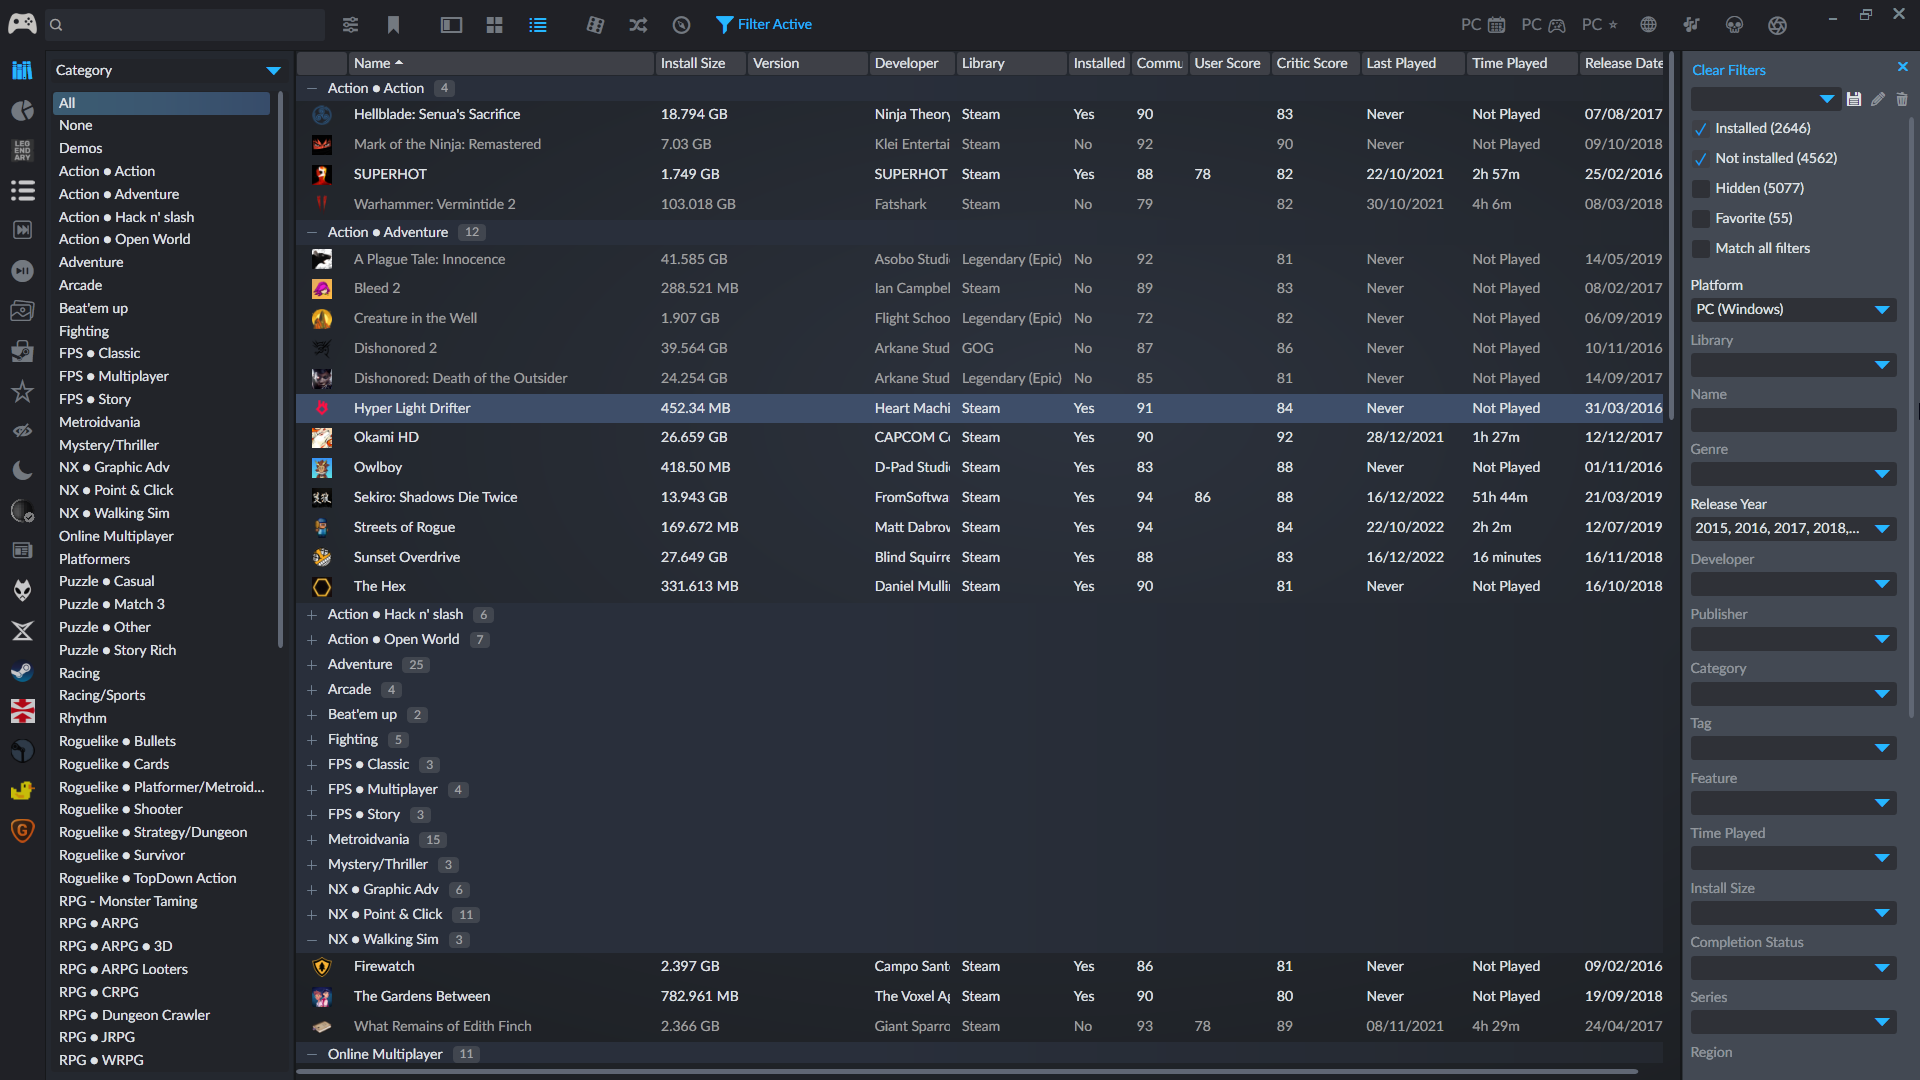 Filter Active
PC
PC
PC
Category
All
None
Demos
Action ● Action
Action ● Adventure
Action ● Hack n' slash
Action ● Open World
Adventure
Arcade
Beat'em up
Fighting
FPS ● Classic
FPS ● Multiplayer
FPS ● Story
Metroidvania
Mystery/Thriller
NX ● Graphic Adv
NX ● Point & Click
NX ● Walking Sim
Online Multiplayer
Platformers
Puzzle ● Casual
Puzzle ● Match 3
Puzzle ● Other
Puzzle ● Story Rich
Racing
Racing/Sports
Rhythm
Roguelike ● Bullets
Roguelike ● Cards
Roguelike ● Platformer/Metroid...
Roguelike ● Shooter
Roguelike ● Strategy/Dungeon
Roguelike ● Survivor
Roguelike ● TopDown Action
RPG - Monster Taming
RPG ● ARPG
RPG ● ARPG ● 3D
RPG ● ARPG Looters
RPG ● CRPG
RPG ● Dungeon Crawler
RPG ● JRPG
RPG ● WRPG
LEG
END
ARY
Name Install Size Version Developer Library Installed Commu User Score Critic Score Last Played Time Played Release Date
Action ● Action 4
Hellblade: Senua's Sacrifice 18.794 GB Ninja Theory Steam Yes 90 83 Never Not Played 07/08/2017
Mark of the Ninja: Remastered 7.03 GB Klei Entertai Steam No 92 90 Never Not Played 09/10/2018
SUPERHOT 1.749 GB SUPERHOT Steam Yes 88 78 82 22/10/2021 2h 57m 25/02/2016
Warhammer: Vermintide 2 103.018 GB Fatshark Steam No 79 82 30/10/2021 4h 6m 08/03/2018
Action ● Adventure 12
A Plague Tale: Innocence 41.585 GB Asobo Studi Legendary (Epic) No 92 81 Never Not Played 14/05/2019
Bleed 2 288.521 MB Ian Campbel Steam No 89 83 Never Not Played 08/02/2017
Creature in the Well 1.907 GB Flight Schoo Legendary (Epic) No 72 82 Never Not Played 06/09/2019
Dishonored 2 39.564 GB Arkane Stud GOG No 87 86 Never Not Played 10/11/2016
Dishonored: Death of the Outsider 24.254 GB Arkane Stud Legendary (Epic) No 85 81 Never Not Played 14/09/2017
Hyper Light Drifter 452.34 MB Heart Machi Steam Yes 91 84 Never Not Played 31/03/2016
Okami HD 26.659 GB CAPCOM Co Steam Yes 90 92 28/12/2021 1h 27m 12/12/2017
Owlboy 418.50 MB D-Pad Studi Steam Yes 83 88 Never Not Played 01/11/2016
Sekiro: Shadows Die Twice 13.943 GB FromSoftwa Steam Yes 94 86 88 16/12/2022 51h 44m 21/03/2019
Streets of Rogue 169.672 MB Matt Dabrow Steam Yes 94 84 22/10/2022 2h 2m 12/07/2019
Sunset Overdrive 27.649 GB Blind Squirre Steam Yes 88 83 16/12/2022 16 minutes 16/11/2018
The Hex 331.613 MB Daniel Mulli Steam Yes 90 81 Never Not Played 16/10/2018
Action ● Hack n' slash 6
Action ● Open World 7
Adventure 25
Arcade 4
Beat'em up 2
Fighting 5
FPS ● Classic 3
FPS ● Multiplayer 4
FPS ● Story 3
Metroidvania 15
Mystery/Thriller 3
NX ● Graphic Adv 6
NX ● Point & Click 11
NX ● Walking Sim 3
Firewatch 2.397 GB Campo Sant Steam Yes 86 81 Never Not Played 09/02/2016
The Gardens Between 782.961 MB The Voxel Ag Steam Yes 90 80 Never Not Played 19/09/2018
What Remains of Edith Finch 2.366 GB Giant Sparro Steam No 93 78 89 08/11/2021 4h 29m 24/04/2017
Online Multiplayer 11
Clear Filters
Installed (2646)
Not installed (4562)
Hidden (5077)
Favorite (55)
Match all filters
Platform
PC (Windows)
Library
Name
Genre
Release Year
2015, 2016, 2017, 2018,...
Developer
Publisher
Category
Tag
Feature
Time Played
Install Size
Completion Status
Series
Region